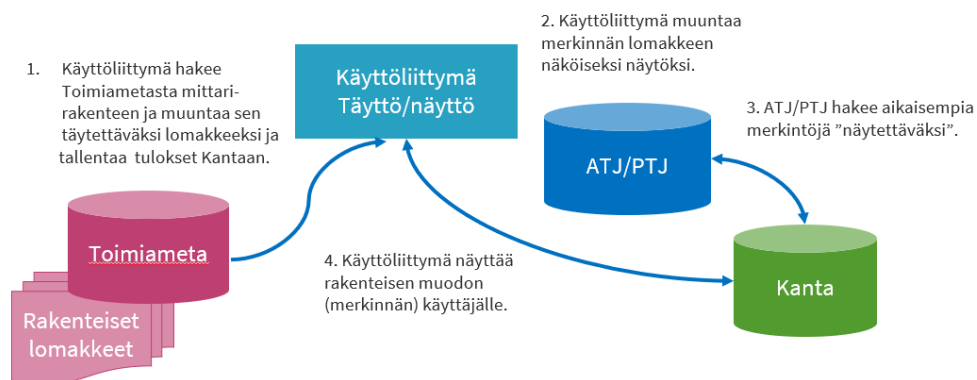 1. Käyttöliittymä hakee
Toimiametasta mittari-
rakenteen ja muuntaa sen
täytettäväksi lomakkeeksi ja
tallentaa tulokset Kantaan.
Käyttöliittymä
Täyttö/näyttö
2. Käyttöliittymä muuntaa
merkinnän lomakkeen
näköiseksi näytöksi.
3. ATJ/PTJ hakee aikaisempia
merkintöjä ”näytettäväksi”.
ATJ/PTJ
Toimiameta
4. Käyttöliittymä näyttää
rakenteisen muodon
(merkinnän) käyttäjälle.
Kanta
Rakenteiset
lomakkeet